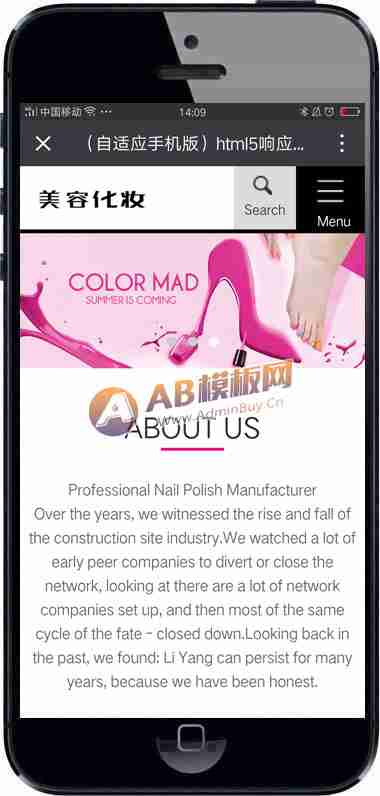 中国移动
14:09
（自适应手机版）html5响应...
美容化妆
Search
Menu
COLOR MAD
SUMMER IS COMING
AB模板网
www.AdminBuy.Cn
ABOUT US
Professional Nail Polish Manufacturer
Over the years, we witnessed the rise and fall of
the construction site industry.We watched a lot of
early peer companies to divert or close the
network, looking at there are a lot of network
companies set up, and then most of the same
cycle of the fate - closed down.Looking back in
the past, we found: Li Yang can persist for many
years, because we have been honest.